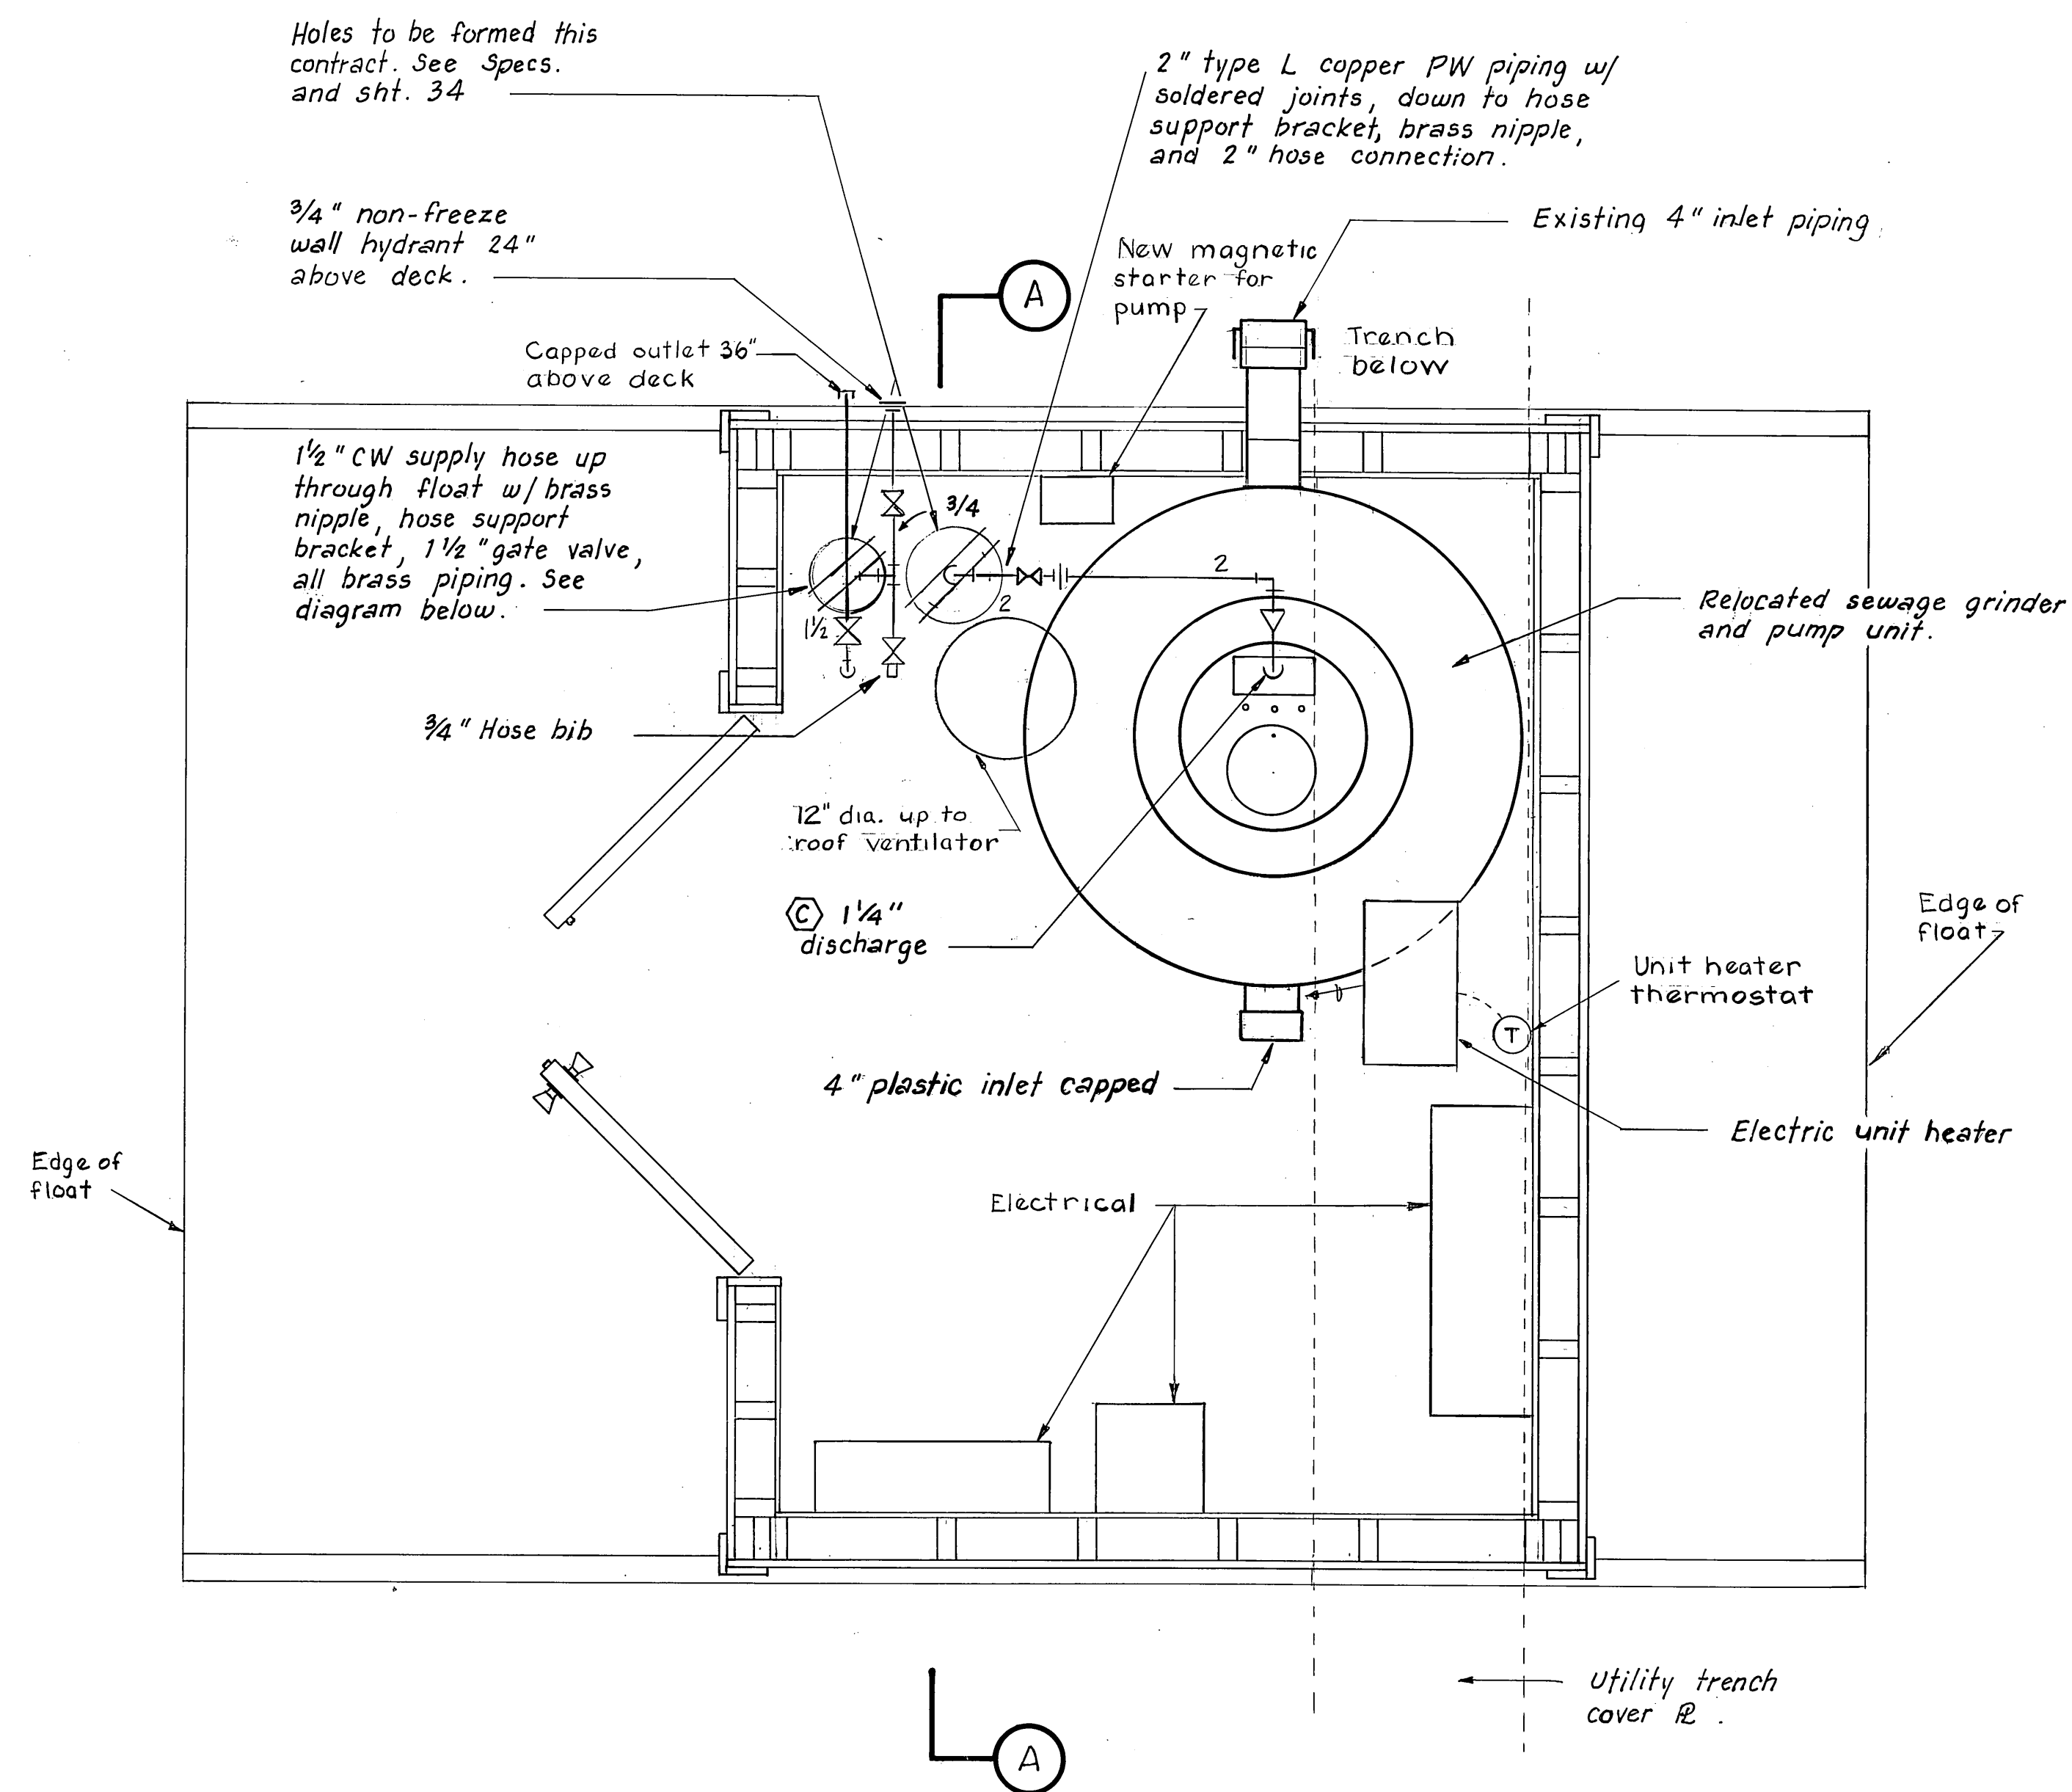 Holes to be formed this
contract. See Specs.
and sht. 34
2" type L copper PW piping w/
soldered joints, down to hose
support bracket, brass nipple,
and 2" hose connection.
3/4" non-freeze
wall hydrant 24"
above deck.
Existing 4" inlet piping
A
New magnetic
starter for
pump
Capped outlet 36"
above deck
Trench
below
1½" CW supply hose up
through float w/ brass
nipple, hose support
bracket, 1½" gate valve,
all brass piping. See
diagram below.
3/4
2
2
1½
Relocated sewage grinder
and pump unit.
3/4" Hose bib
12" dia. up to
roof ventilator
C 1¼"
discharge
Edge of
float
Unit heater
thermostat
T
4" plastic inlet capped
Electric unit heater
Edge of
float
Electrical
Utility trench
cover PL.
A